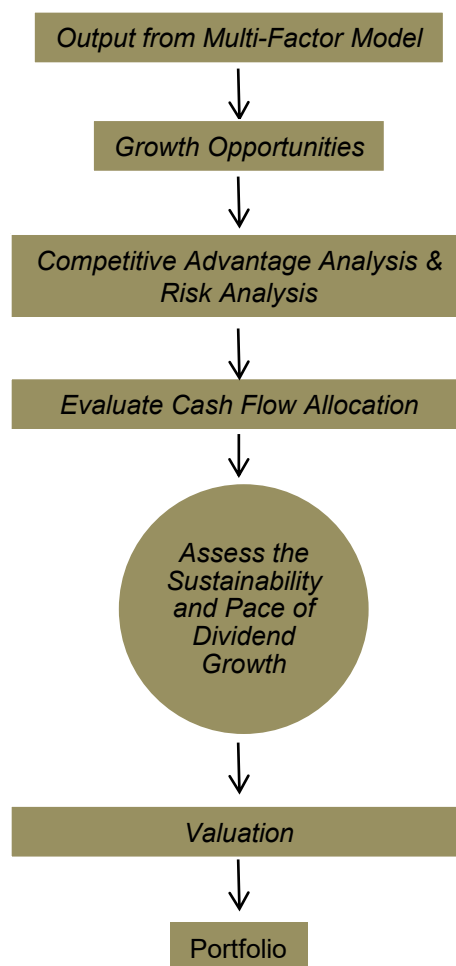 Output from Multi-Factor Model
Growth Opportunities
Competitive Advantage Analysis &
Risk Analysis
Evaluate Cash Flow Allocation
Assess the
Sustainability
and Pace of
Dividend
Growth
Valuation
Portfolio